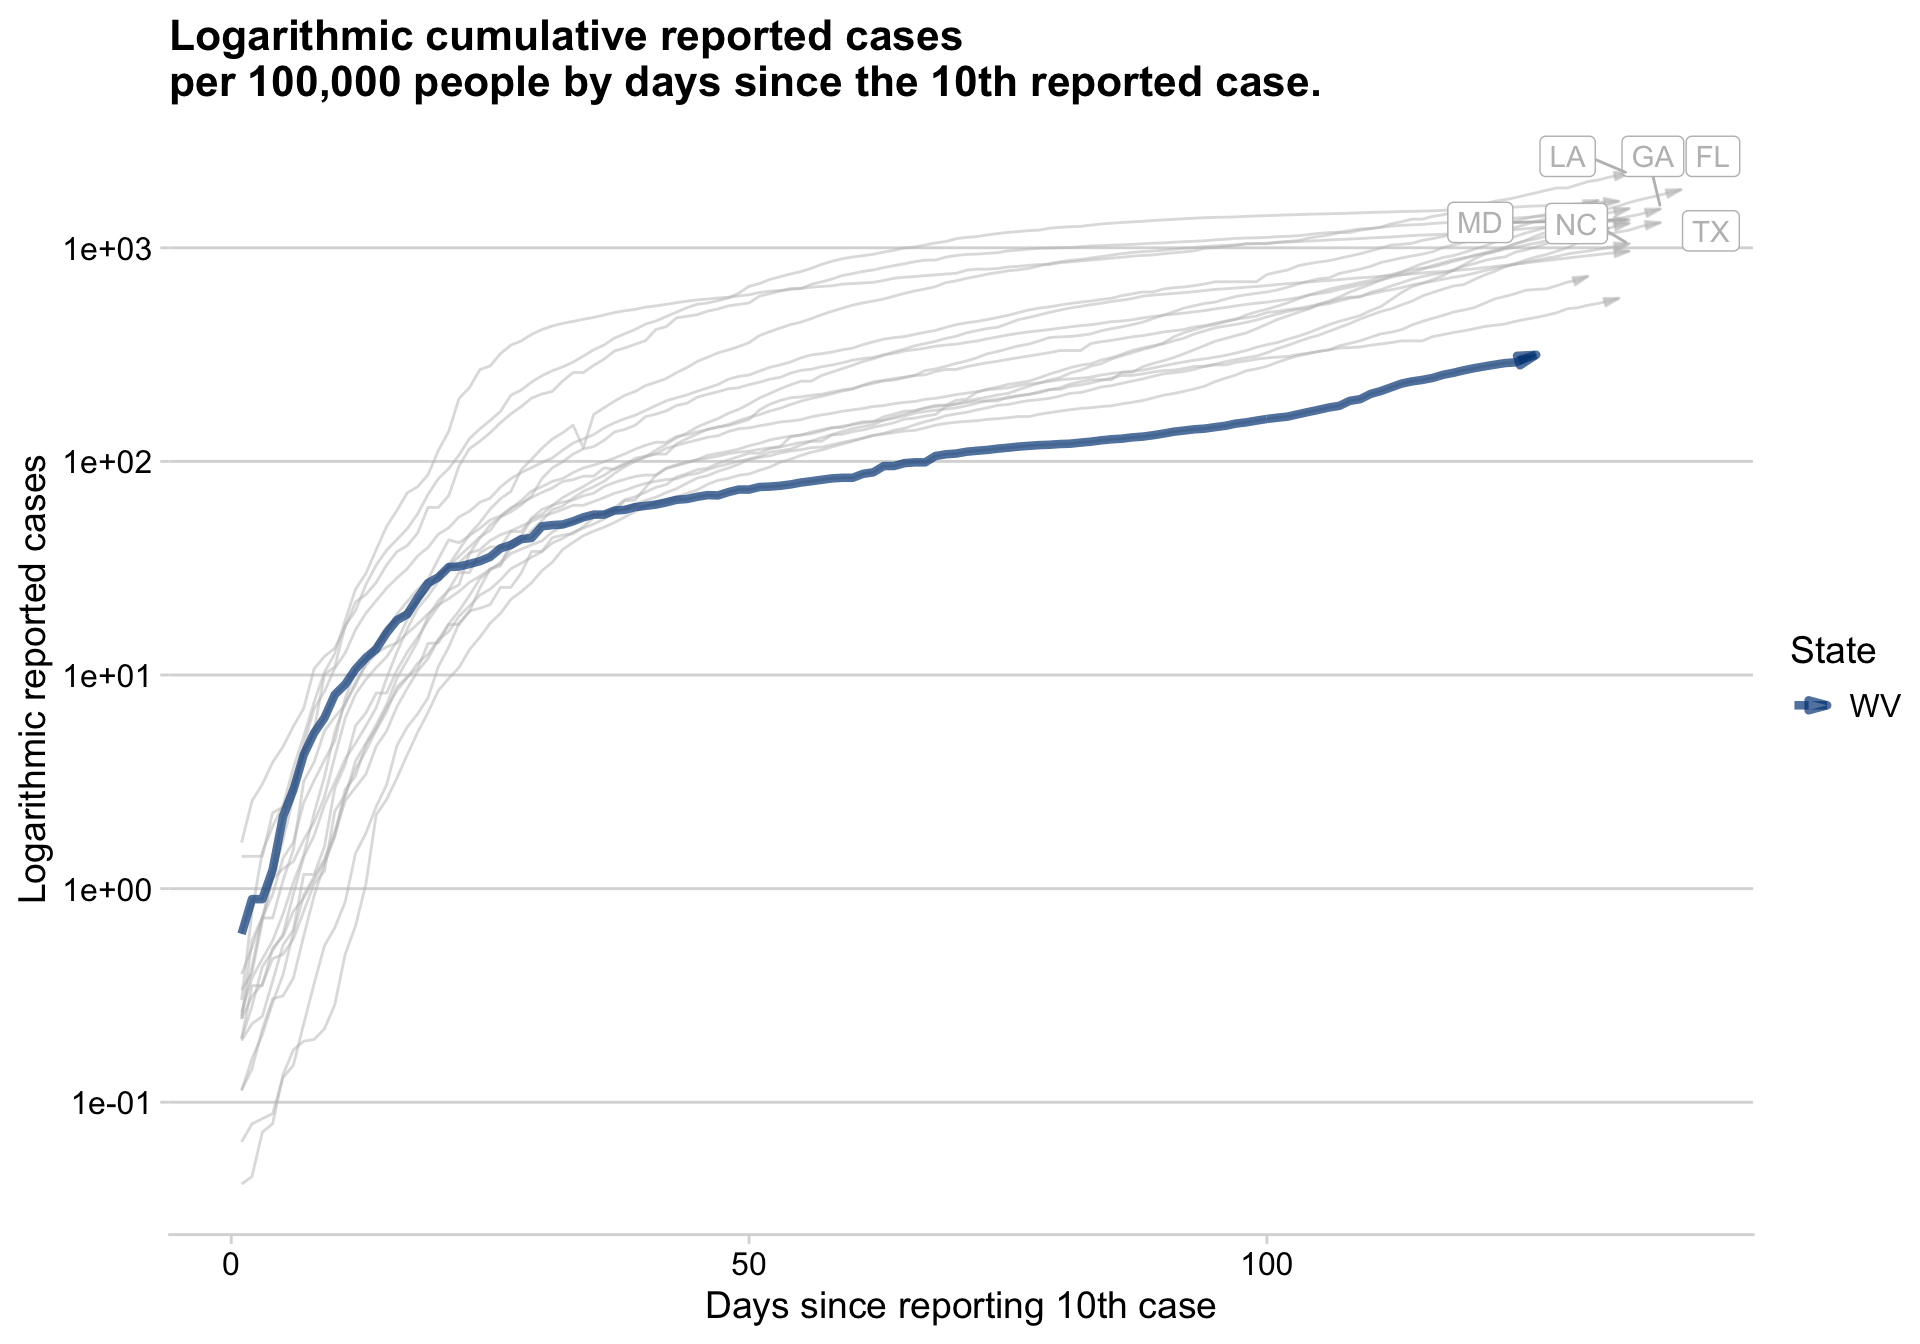 Logarithmic cumulative reported cases
per 100,000 people by days since the 10th reported case.
LA
GA
FL
MD
NC
TX
1e+03
1e+02
1e+01
1e+00
1e-01
Logarithmic reported cases
State
WV
0
50
100
Days since reporting 10th case